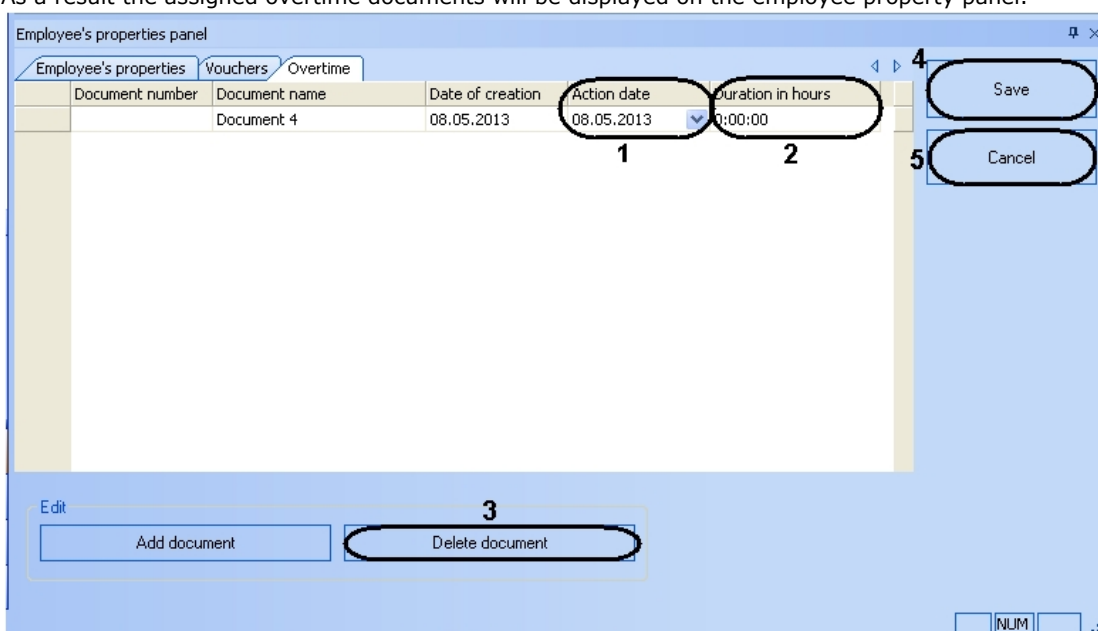 As a result the assigned overtime documents will be displayed on the employee property panel.
Employee's properties panel
Employee's properties Vouchers Overtime 4
Document number Document name Date of creation Action date Duration in hours Save
Document 4 08.05.2013 08.05.2013 0:00:00
1 2 5 Cancel
Edit
3
Add document Delete document
NUM